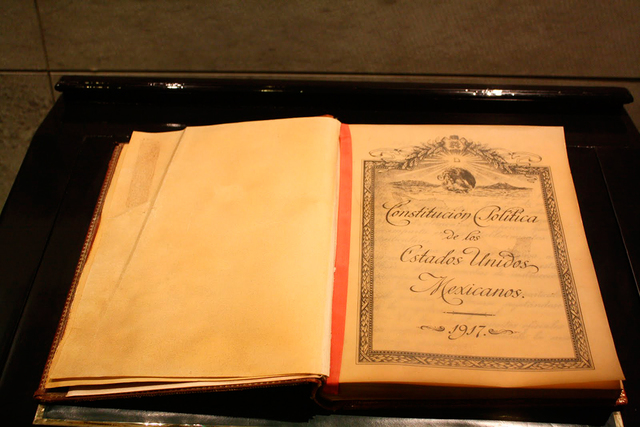 Constitución Política
de los
Estados Unidos
Mexicanos.
1917.